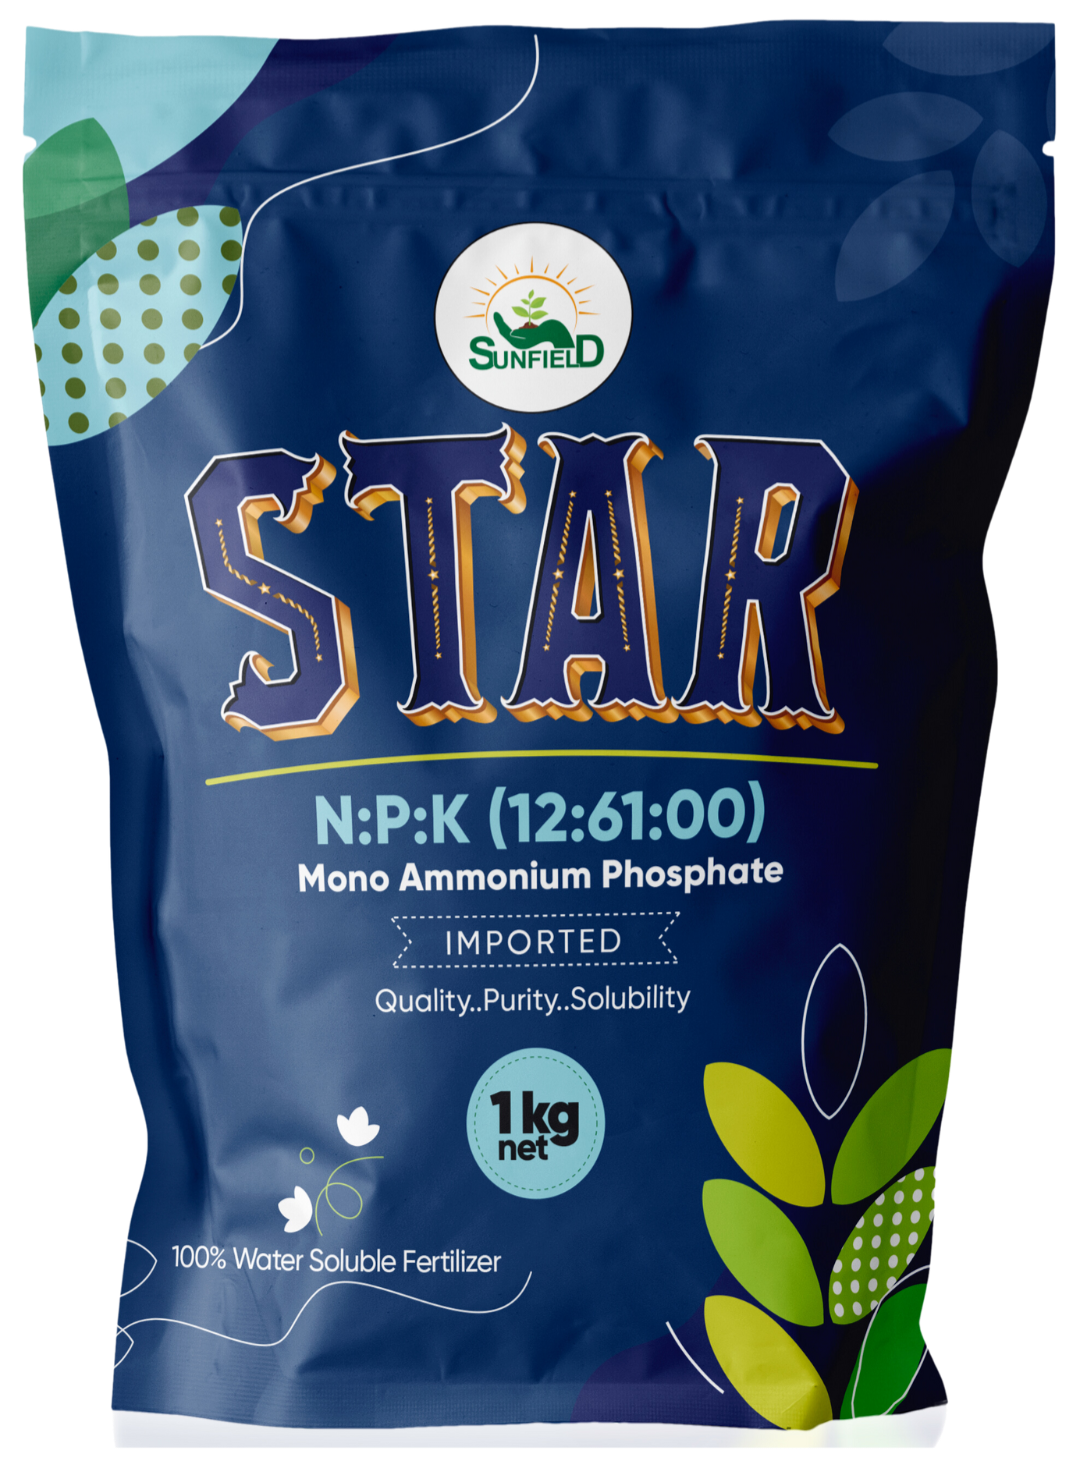 SUNFIELD
STAR
N:P:K (12:61:00)
Mono Ammonium Phosphate
IMPORTED
Quality..Purity..Solubility
1kg
net
100% Water Soluble Fertilizer